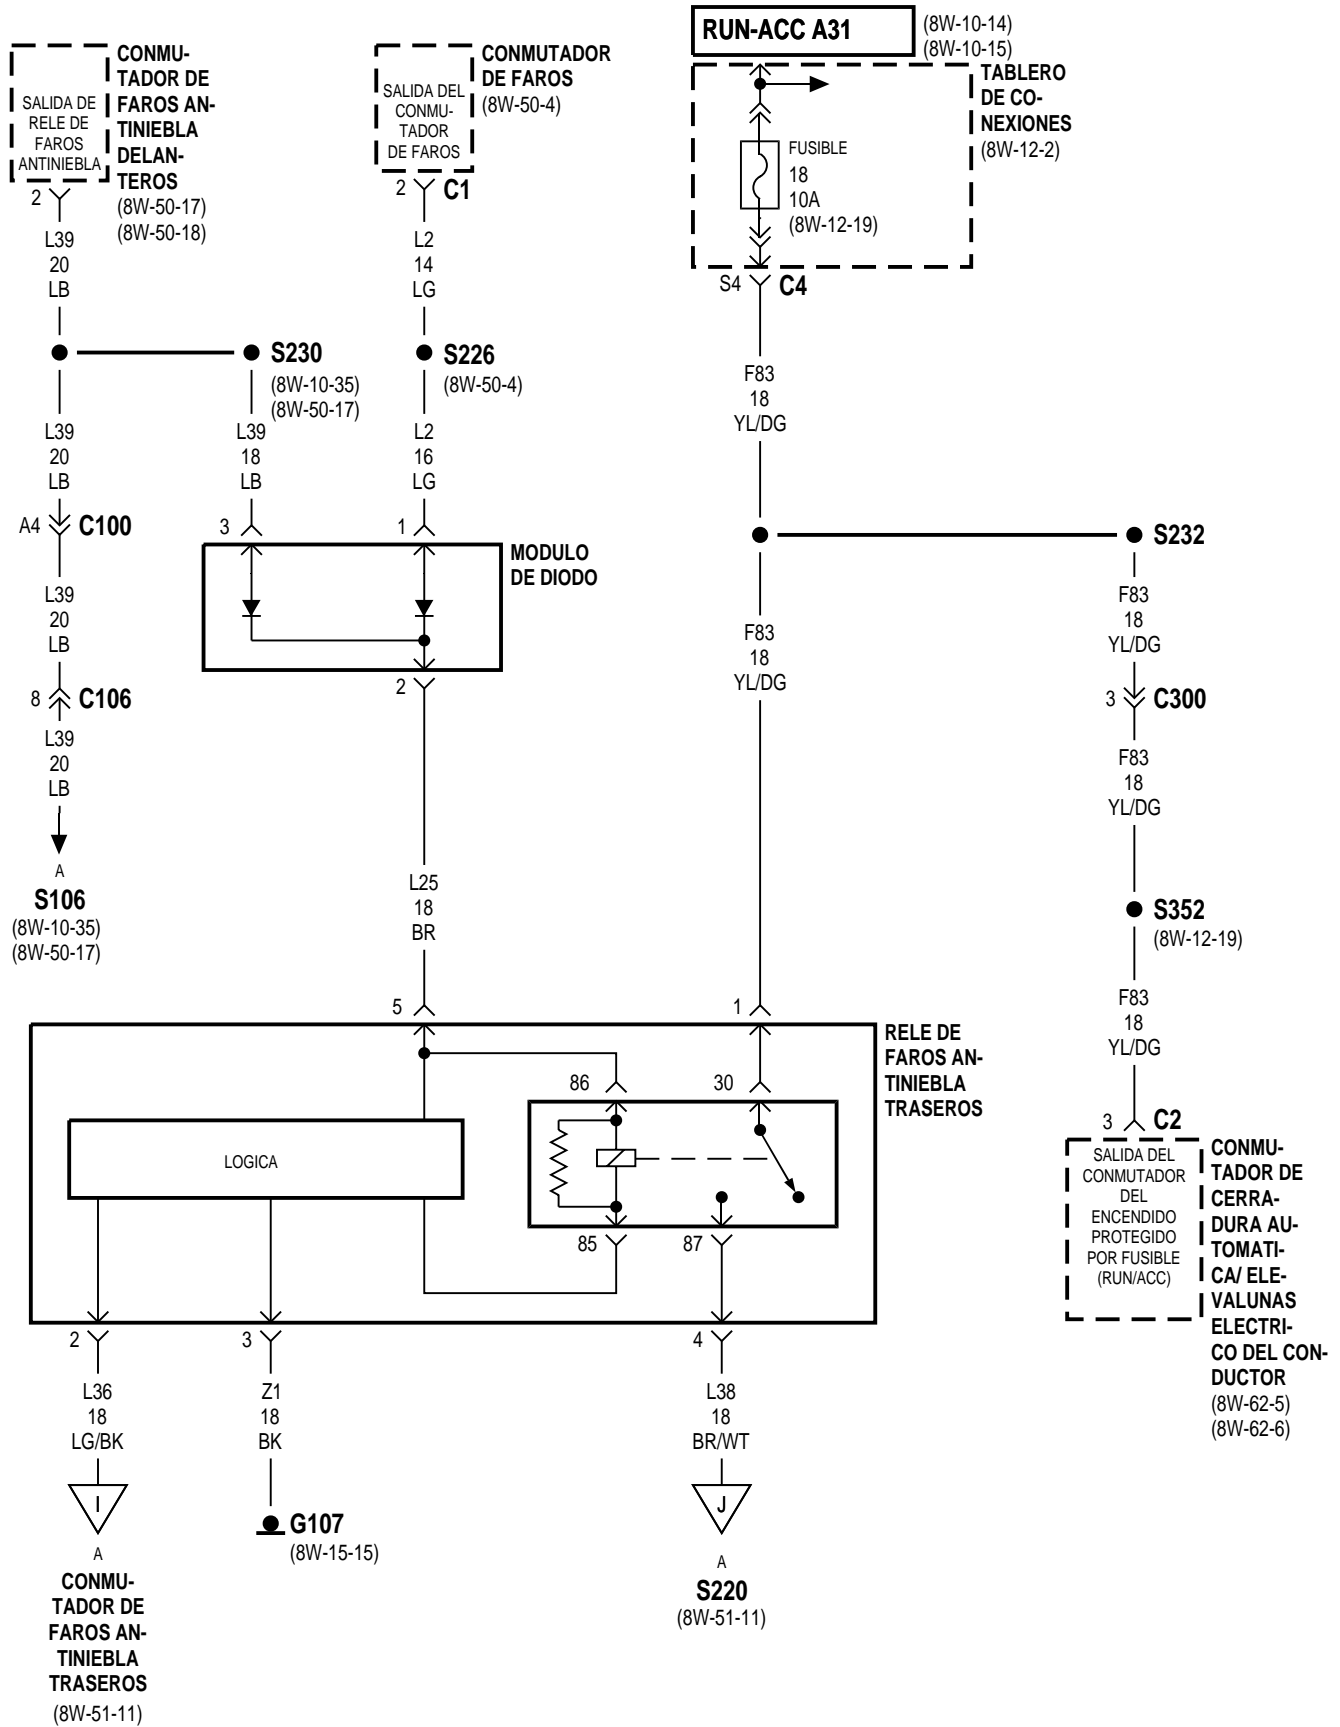 RUN-ACC A31
(8W-10-14)
(8W-10-15)
CONMU-
TADOR DE
FAROS AN-
TINIEBLA
DELAN-
TEROS
(8W-50-17)
(8W-50-18)
SALIDA DE
RELE DE
FAROS
ANTINIEBLA
2
L39
20
LB
CONMUTADOR
DE FAROS
(8W-50-4)
SALIDA DEL
CONMU-
TADOR
DE FAROS
2 C1
L2
14
LG
TABLERO
DE CO-
NEXIONES
(8W-12-2)
FUSIBLE
18
10A
(8W-12-19)
S4 C4
S230
(8W-10-35)
(8W-50-17)
S226
(8W-50-4)
F83
18
YL/DG
L39
20
LB
L39
18
LB
L2
16
LG
A4 C100
3
1
MODULO
DE DIODO
2
S232
L39
20
LB
8 C106
L39
20
LB
A
S106
(8W-10-35)
(8W-50-17)
F83
18
YL/DG
F83
18
YL/DG
3 C300
F83
18
YL/DG
L25
18
BR
S352
(8W-12-19)
F83
18
YL/DG
5
1
RELE DE
FAROS AN-
TINIEBLA
TRASEROS
86
30
LOGICA
85
87
3 C2
SALIDA DEL
CONMUTADOR
DEL
ENCENDIDO
PROTEGIDO
POR FUSIBLE
(RUN/ACC)
CONMU-
TADOR DE
CERRA-
DURA AU-
TOMATI-
CA/ ELE-
VALUNAS
ELECTRI-
CO DEL CON-
DUCTOR
(8W-62-5)
(8W-62-6)
2
3
4
L36
18
LG/BK
Z1
18
BK
L38
18
BR/WT
I
A
CONMU-
TADOR DE
FAROS AN-
TINIEBLA
TRASEROS
(8W-51-11)
G107
(8W-15-15)
J
A
S220
(8W-51-11)